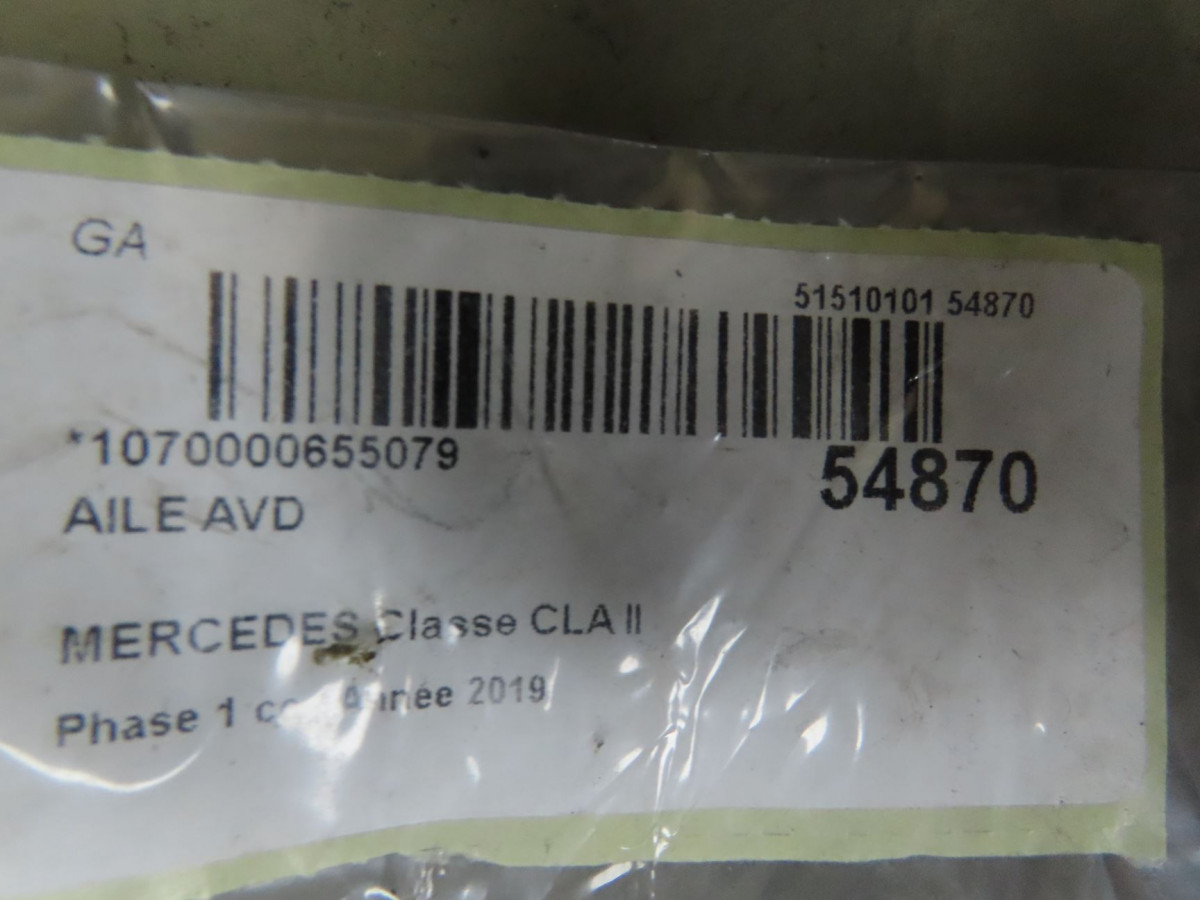 GA
51510101 54870
*1070000655079
54870
AILE AVD
MERCEDES Classe CLA II
Phase 1 Année 2019